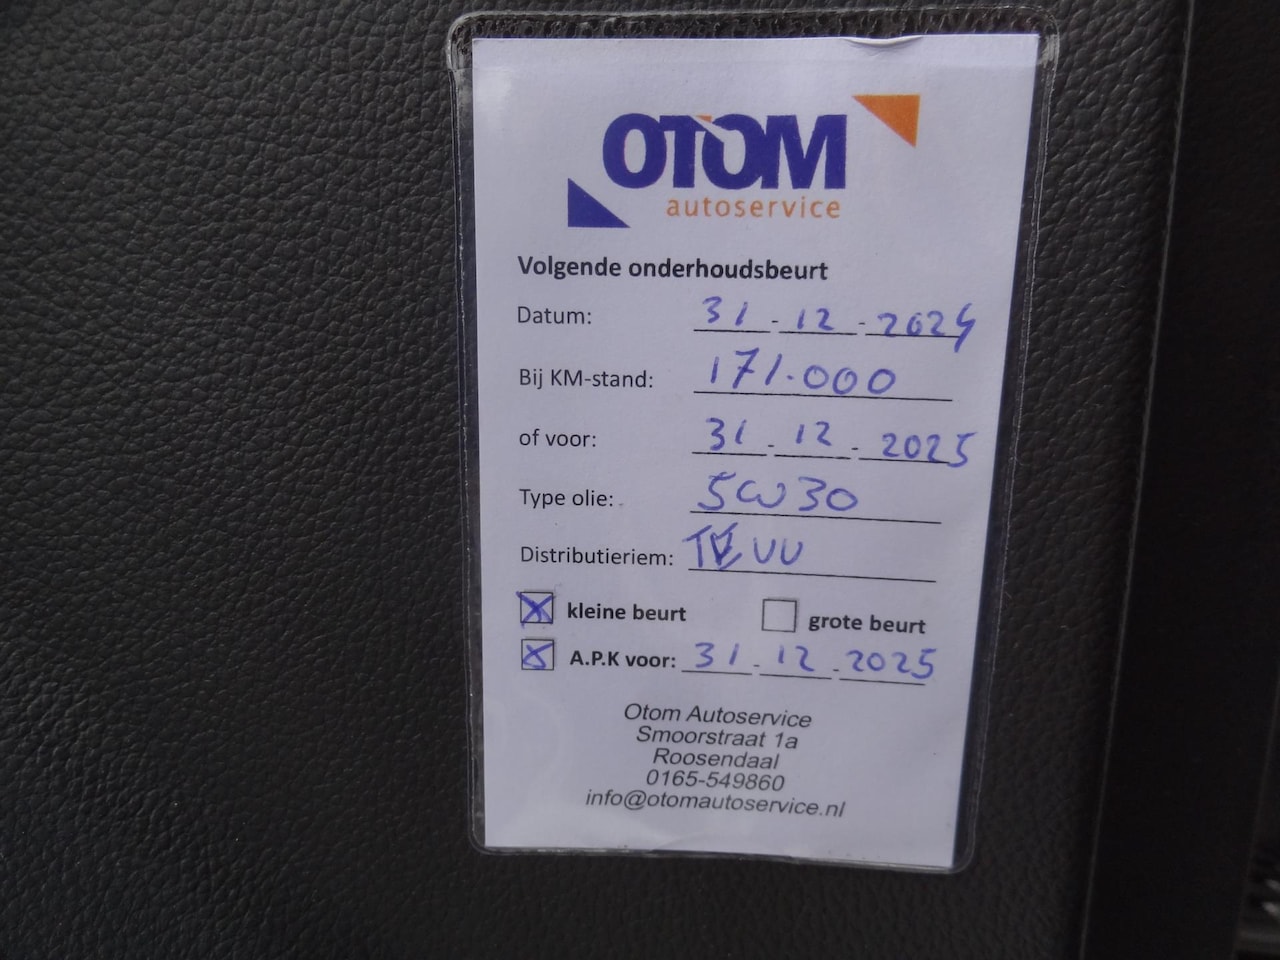 OTOM
autoservice
Volgende onderhoudsbeurt
Datum: 31 - 12 - 2024
Bij KM-stand: 171.000
of voor: 31 - 12 - 2025
Type olie: 5W30
Distributieriem:
kleine beurt grote beurt
A.P.K voor: 31 - 12 - 2025
Otom Autoservice
Smoorstraat 1a
Roosendaal
0165-549860
info@otomautoservice.nl